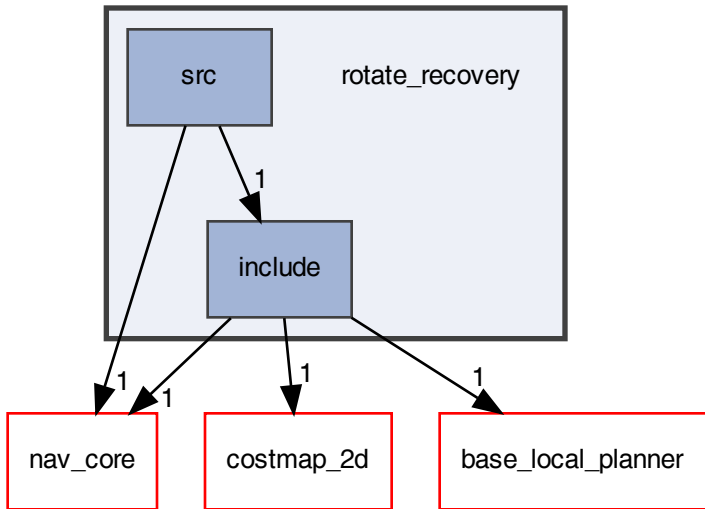 src
rotate_recovery
1
include
1
1
1
1
nav_core
costmap_2d
base_local_planner